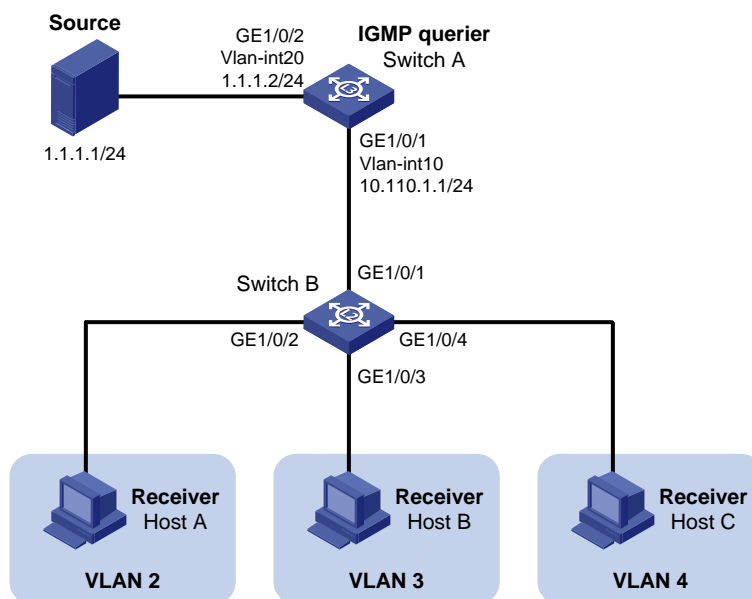 Source
GE1/0/2
Vlan-int20
1.1.1.2/24
IGMP querier
Switch A
1.1.1.1/24
GE1/0/1
Vlan-int10
10.110.1.1/24
Switch B
GE1/0/1
GE1/0/2
GE1/0/4
GE1/0/3
Receiver
Host A
VLAN 2
Receiver
Host B
VLAN 3
Receiver
Host C
VLAN 4